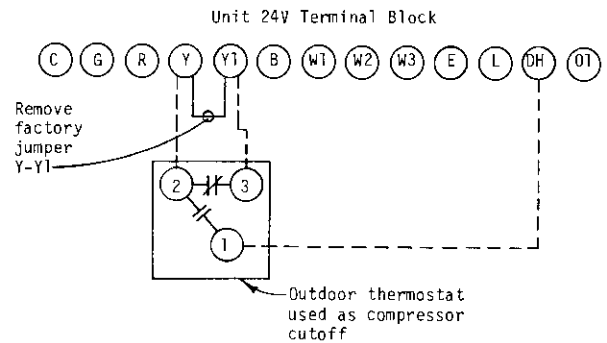 Unit 24V Terminal Block
C G R Y Y1 B W1 W2 W3 E L DH O1
Remove
factory
jumper
Y-Y1
2 3
1
Outdoor thermostat
used as compressor
cutoff